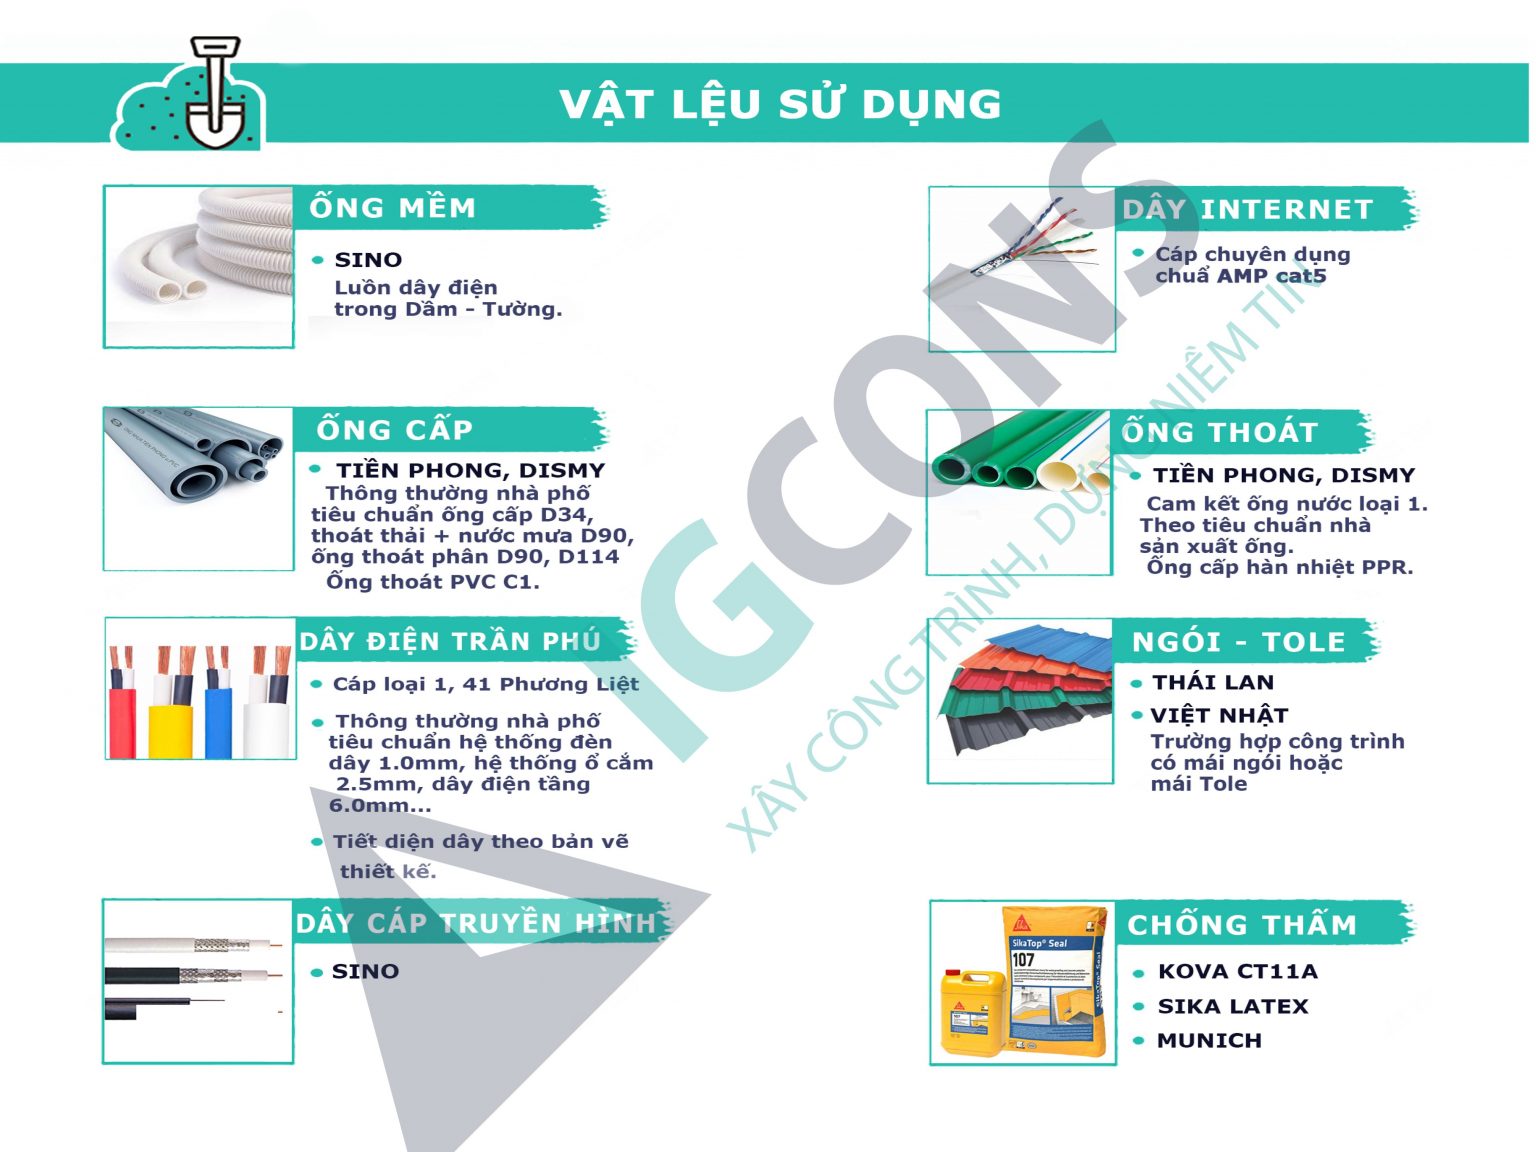 VẬT LỆU SỬ DỤNG
ỐNG MỀM
SINO
Luồn dây điện
trong Dầm - Tường.
DÂY INTERNET
Cáp chuyên dụng
chuẩ AMP cat5
ỐNG CẤP
TIỀN PHONG, DISMY
Thông thường nhà phố
tiêu chuẩn ống cấp D34,
thoát thải + nước mưa D90,
ống thoát phân D90, D114
Ống thoát PVC C1.
ỐNG THOÁT
TIỀN PHONG, DISMY
Cam kết ống nước loại 1.
Theo tiêu chuẩn nhà
sản xuất ống.
Ống cấp hàn nhiệt PPR.
DÂY ĐIỆN TRẦN PHÚ
Cáp loại 1, 41 Phương Liệt
Thông thường nhà phố
tiêu chuẩn hệ thống đèn
dây 1.0mm, hệ thống ổ cắm
2.5mm, dây điện tầng
6.0mm...
Tiết diện dây theo bản vẽ
thiết kế.
NGÓI - TOLE
THÁI LAN
VIỆT NHẬT
Trường hợp công trình
có mái ngói hoặc
mái Tole
DÂY CÁP TRUYỀN HÌNH
SINO
CHỐNG THẤM
KOVA CT11A
SIKA LATEX
MUNICH
SikaTop® Seal
107
IGCONS
XÂY CÔNG TRÌNH, DỰNG NIỀM TIN